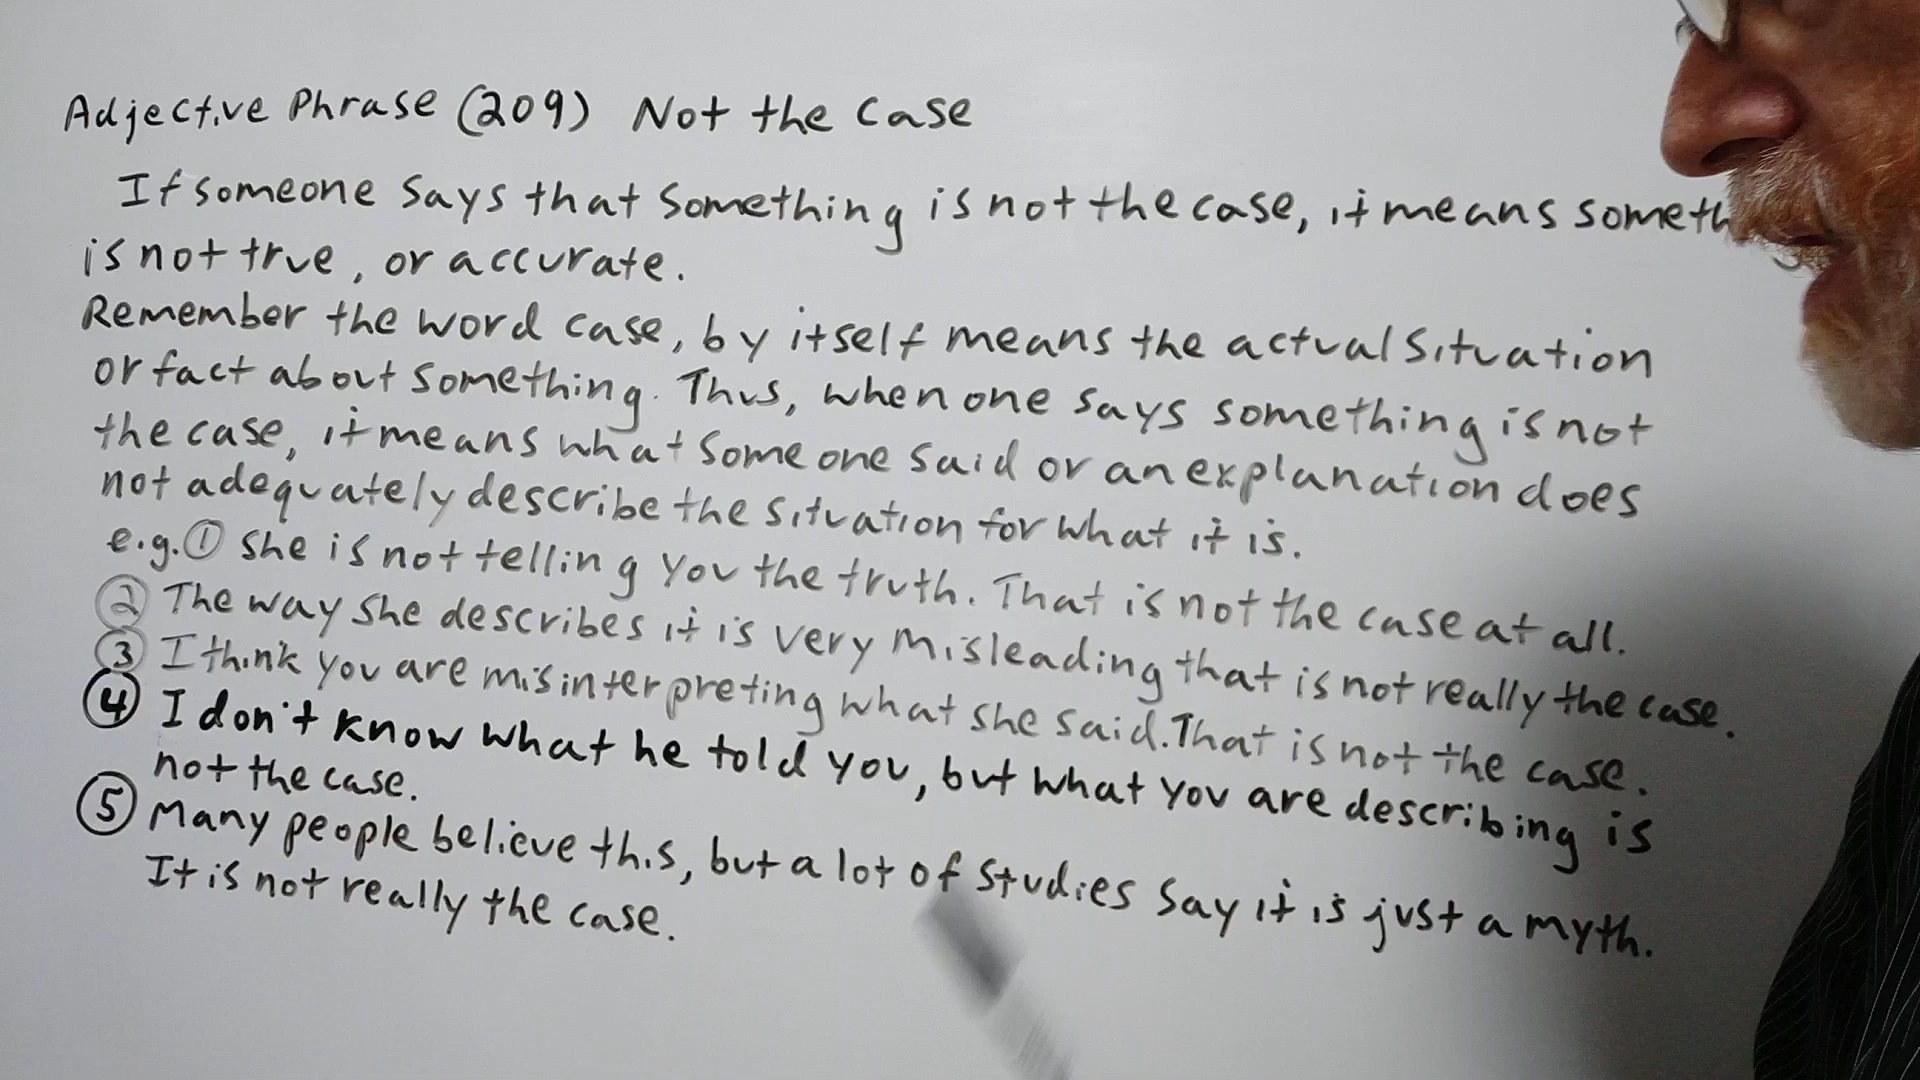 Adjective Phrase (209) Not the Case
If someone says that something is not the case, it means someth
is not true, or accurate.
Remember the word case, by itself means the actual situation
or fact about something. Thus, when one says something is not
the case, it means what someone said or an explanation does
not adequately describe the situation for what it is.
e.g. ① She is not telling you the truth. That is not the case at all.
② The way she describes it is very misleading that is not really the case.
③ I think you are misinterpreting what she said. That is not the case.
④ I don't know what he told you, but what you are describing is
not the case.
⑤ Many people believe this, but a lot of studies say it is just a myth.
It is not really the case.